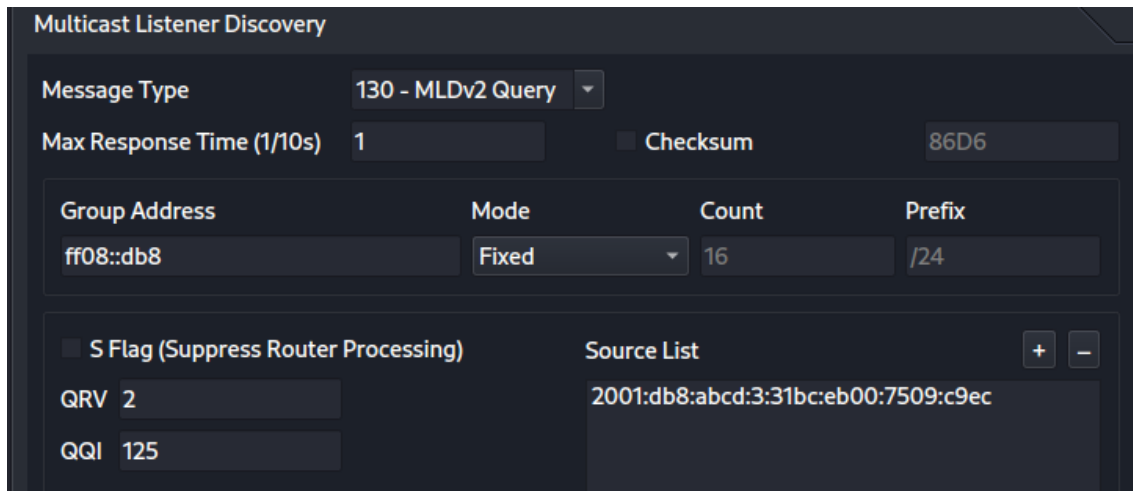 Multicast Listener Discovery
Message Type 130 - MLDv2 Query
Max Response Time (1/10s) 1 Checksum 86D6
Group Address Mode Count Prefix
ff08::db8 Fixed 16 /24
S Flag (Suppress Router Processing) Source List + –
QRV 2 2001:db8:abcd:3:31bc:eb00:7509:c9ec
QQI 125